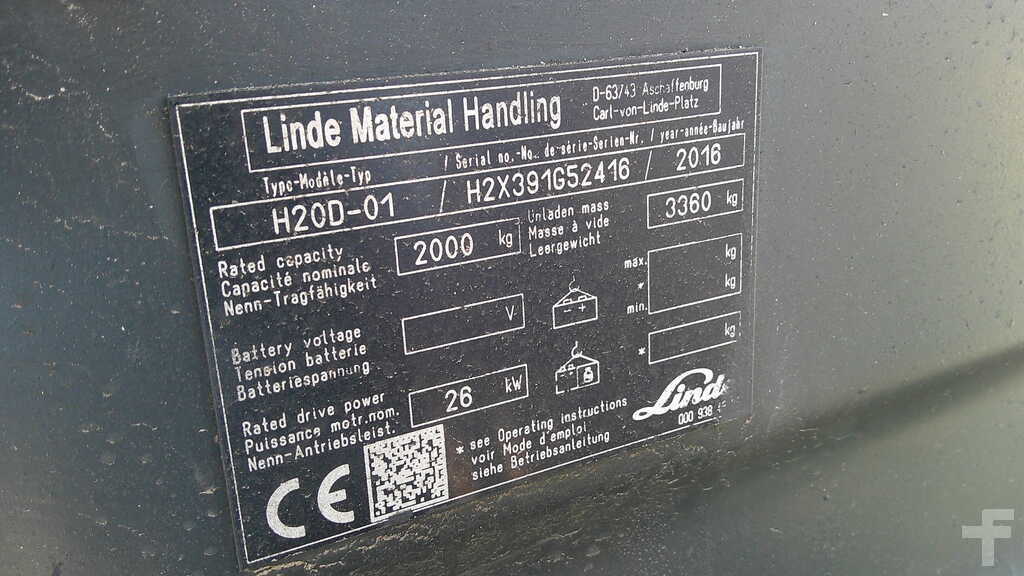 Linde Material Handling
D-63743 Aschaffenburg
Carl-von-Linde-Platz
Type-Modèle-Typ / Serial no.-No. de série-Serien-Nr. / year-année-Baujahr
H20D-01 / H2X391G52416 / 2016
Rated capacity
Capacité nominale
Nenn-Tragfähigkeit
2000 kg
Unladen mass
Masse à vide
Leergewicht
3360 kg
Battery voltage
Tension batterie
Batteriespannung
V
max. kg
*
min. kg
* kg
Rated drive power
Puissance motr.nom.
Nenn-Antriebsleist.
26 kW
* see Operating instructions
voir Mode d'emploi
siehe Betriebsanleitung
Linde
000 938
CE